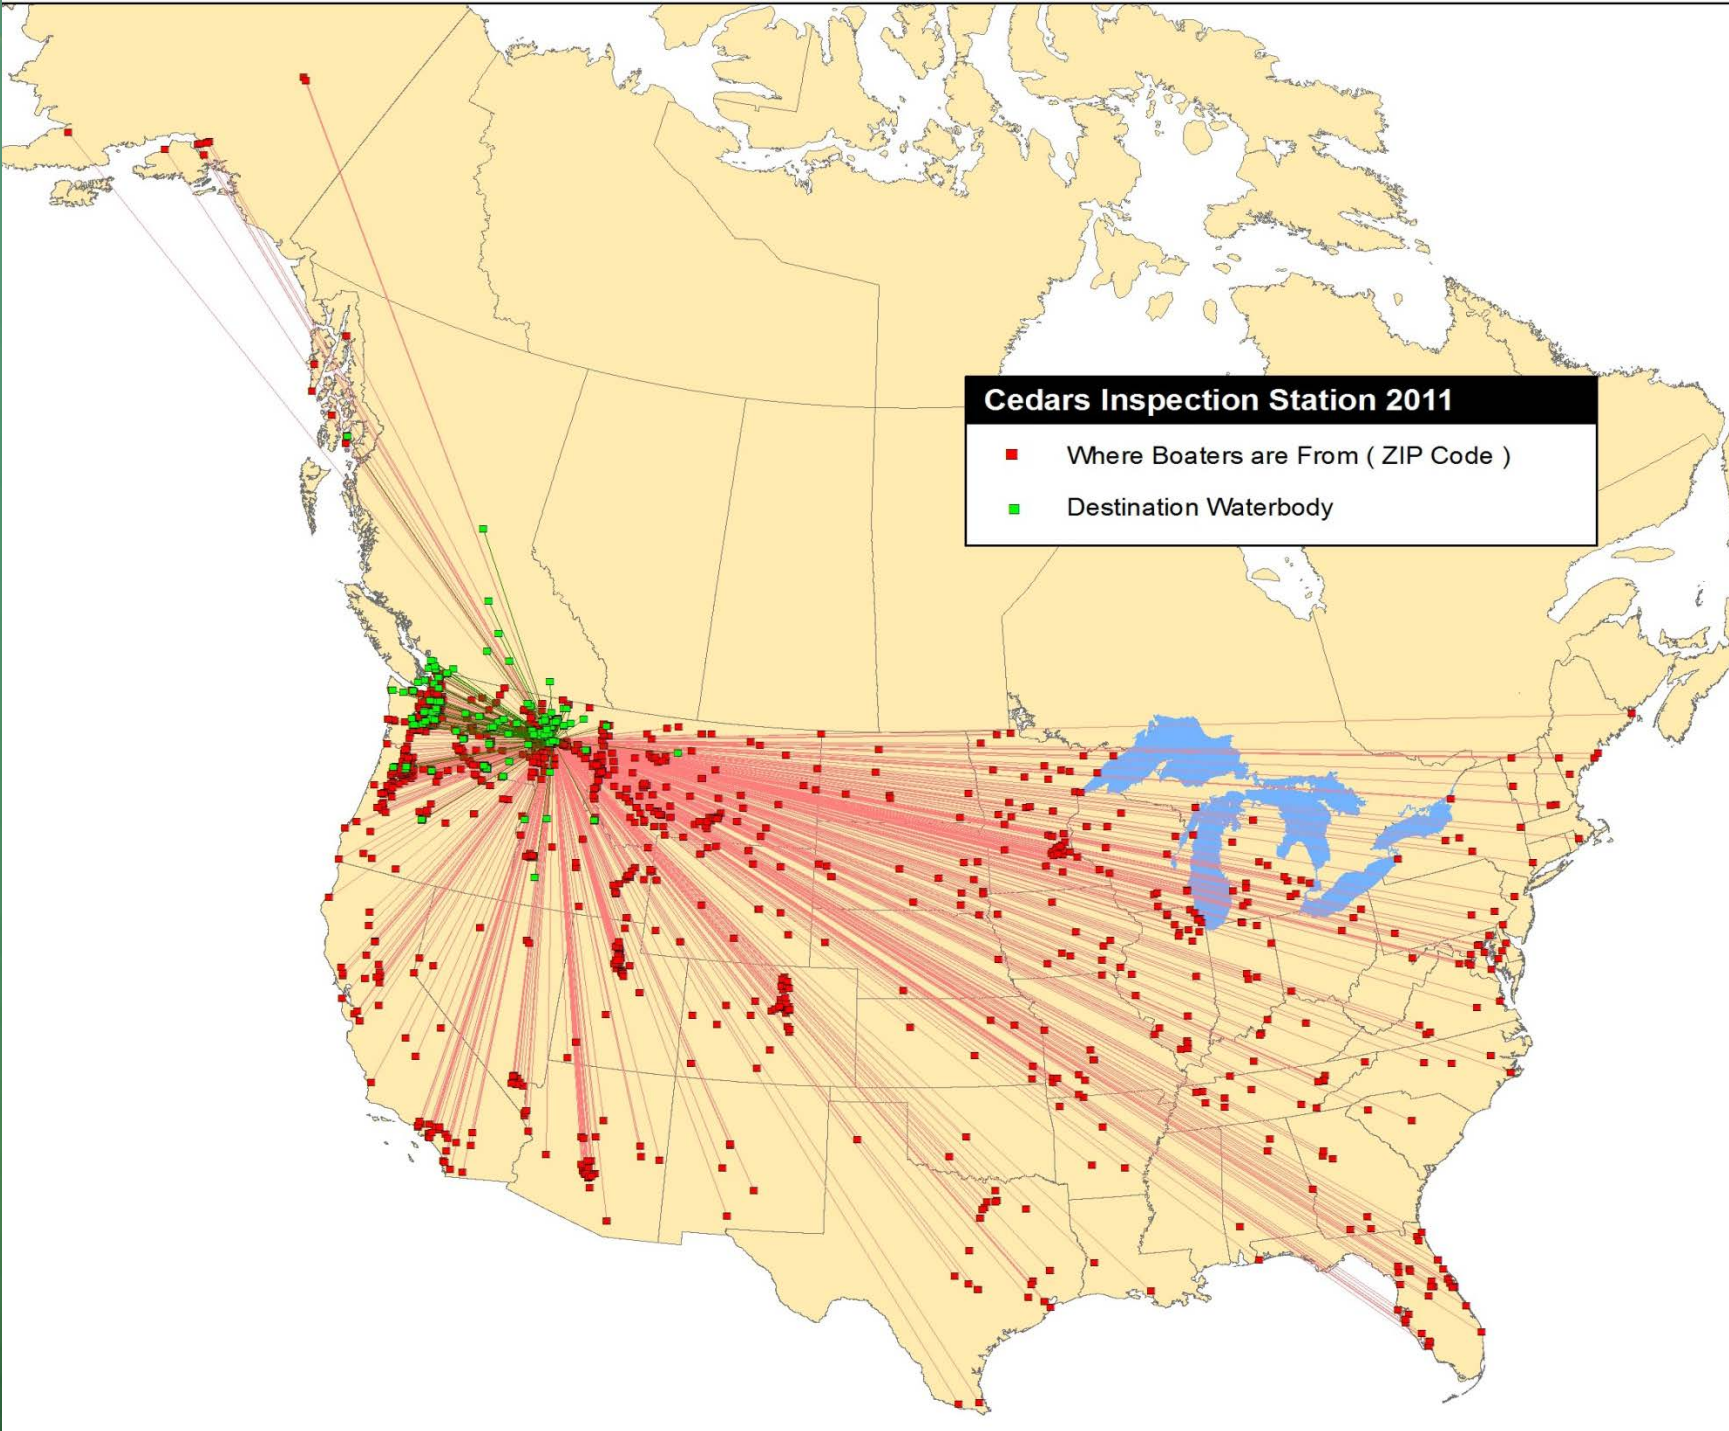 Cedars Inspection Station 2011
Where Boaters are From ( ZIP Code )
Destination Waterbody